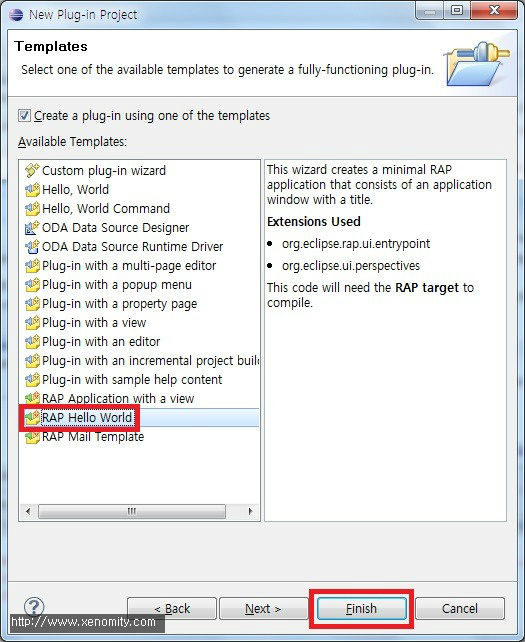 New Plug-in Project
Templates
Select one of the available templates to generate a fully-functioning plug-in.
Create a plug-in using one of the templates
Available Templates:
Custom plug-in wizard
Hello, World
Hello, World Command
ODA Data Source Designer
ODA Data Source Runtime Driver
Plug-in with a multi-page editor
Plug-in with a popup menu
Plug-in with a property page
Plug-in with a view
Plug-in with an editor
Plug-in with an incremental project buil
Plug-in with sample help content
RAP Application with a view
RAP Hello World
RAP Mail Template
This wizard creates a minimal RAP
application that consists of an application
window with a title.
Extensions Used
• org.eclipse.rap.ui.entrypoint
• org.eclipse.ui.perspectives
This code will need the RAP target to
compile.
?
< Back
Next >
Finish
Cancel
http://www.xenomity.com